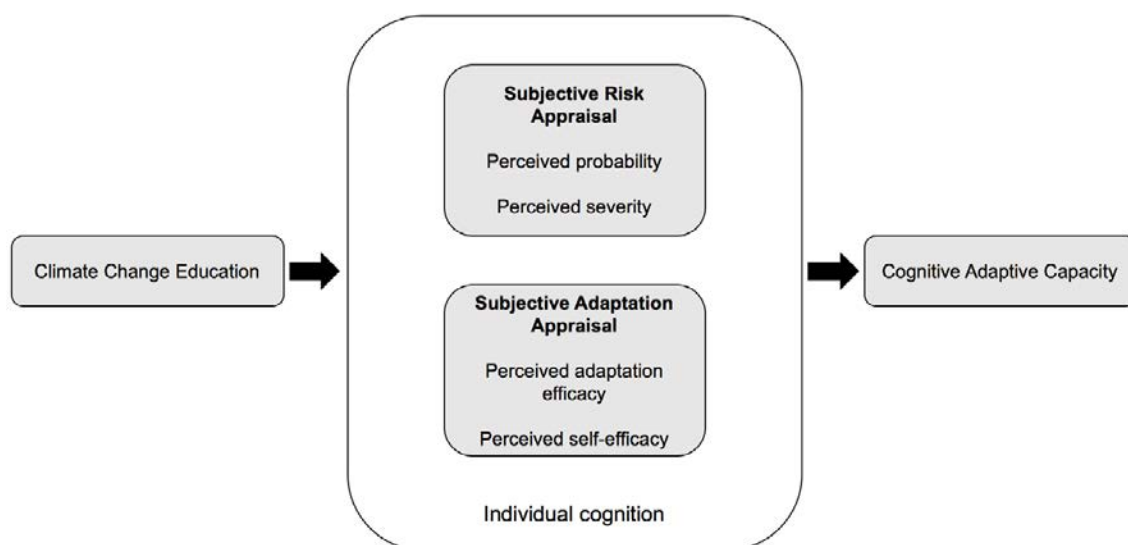 Climate Change Education
Subjective Risk
Appraisal
Perceived probability
Perceived severity
Subjective Adaptation
Appraisal
Perceived adaptation
efficacy
Perceived self-efficacy
Individual cognition
Cognitive Adaptive Capacity